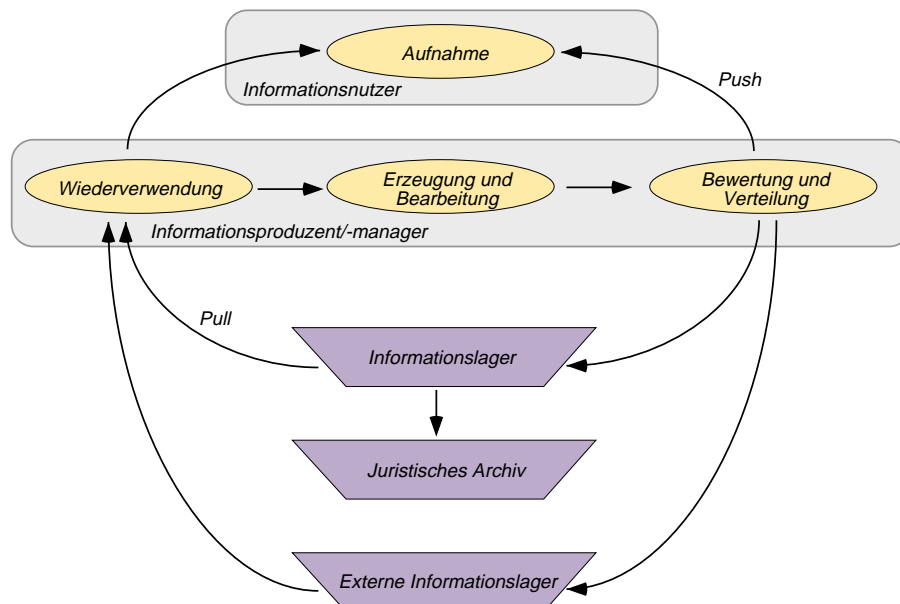 Aufnahme
Informationsnutzer
Push
Wiederverwendung
Erzeugung und
Bearbeitung
Bewertung und
Verteilung
Informationsproduzent/-manager
Pull
Informationslager
Juristisches Archiv
Externe Informationslager